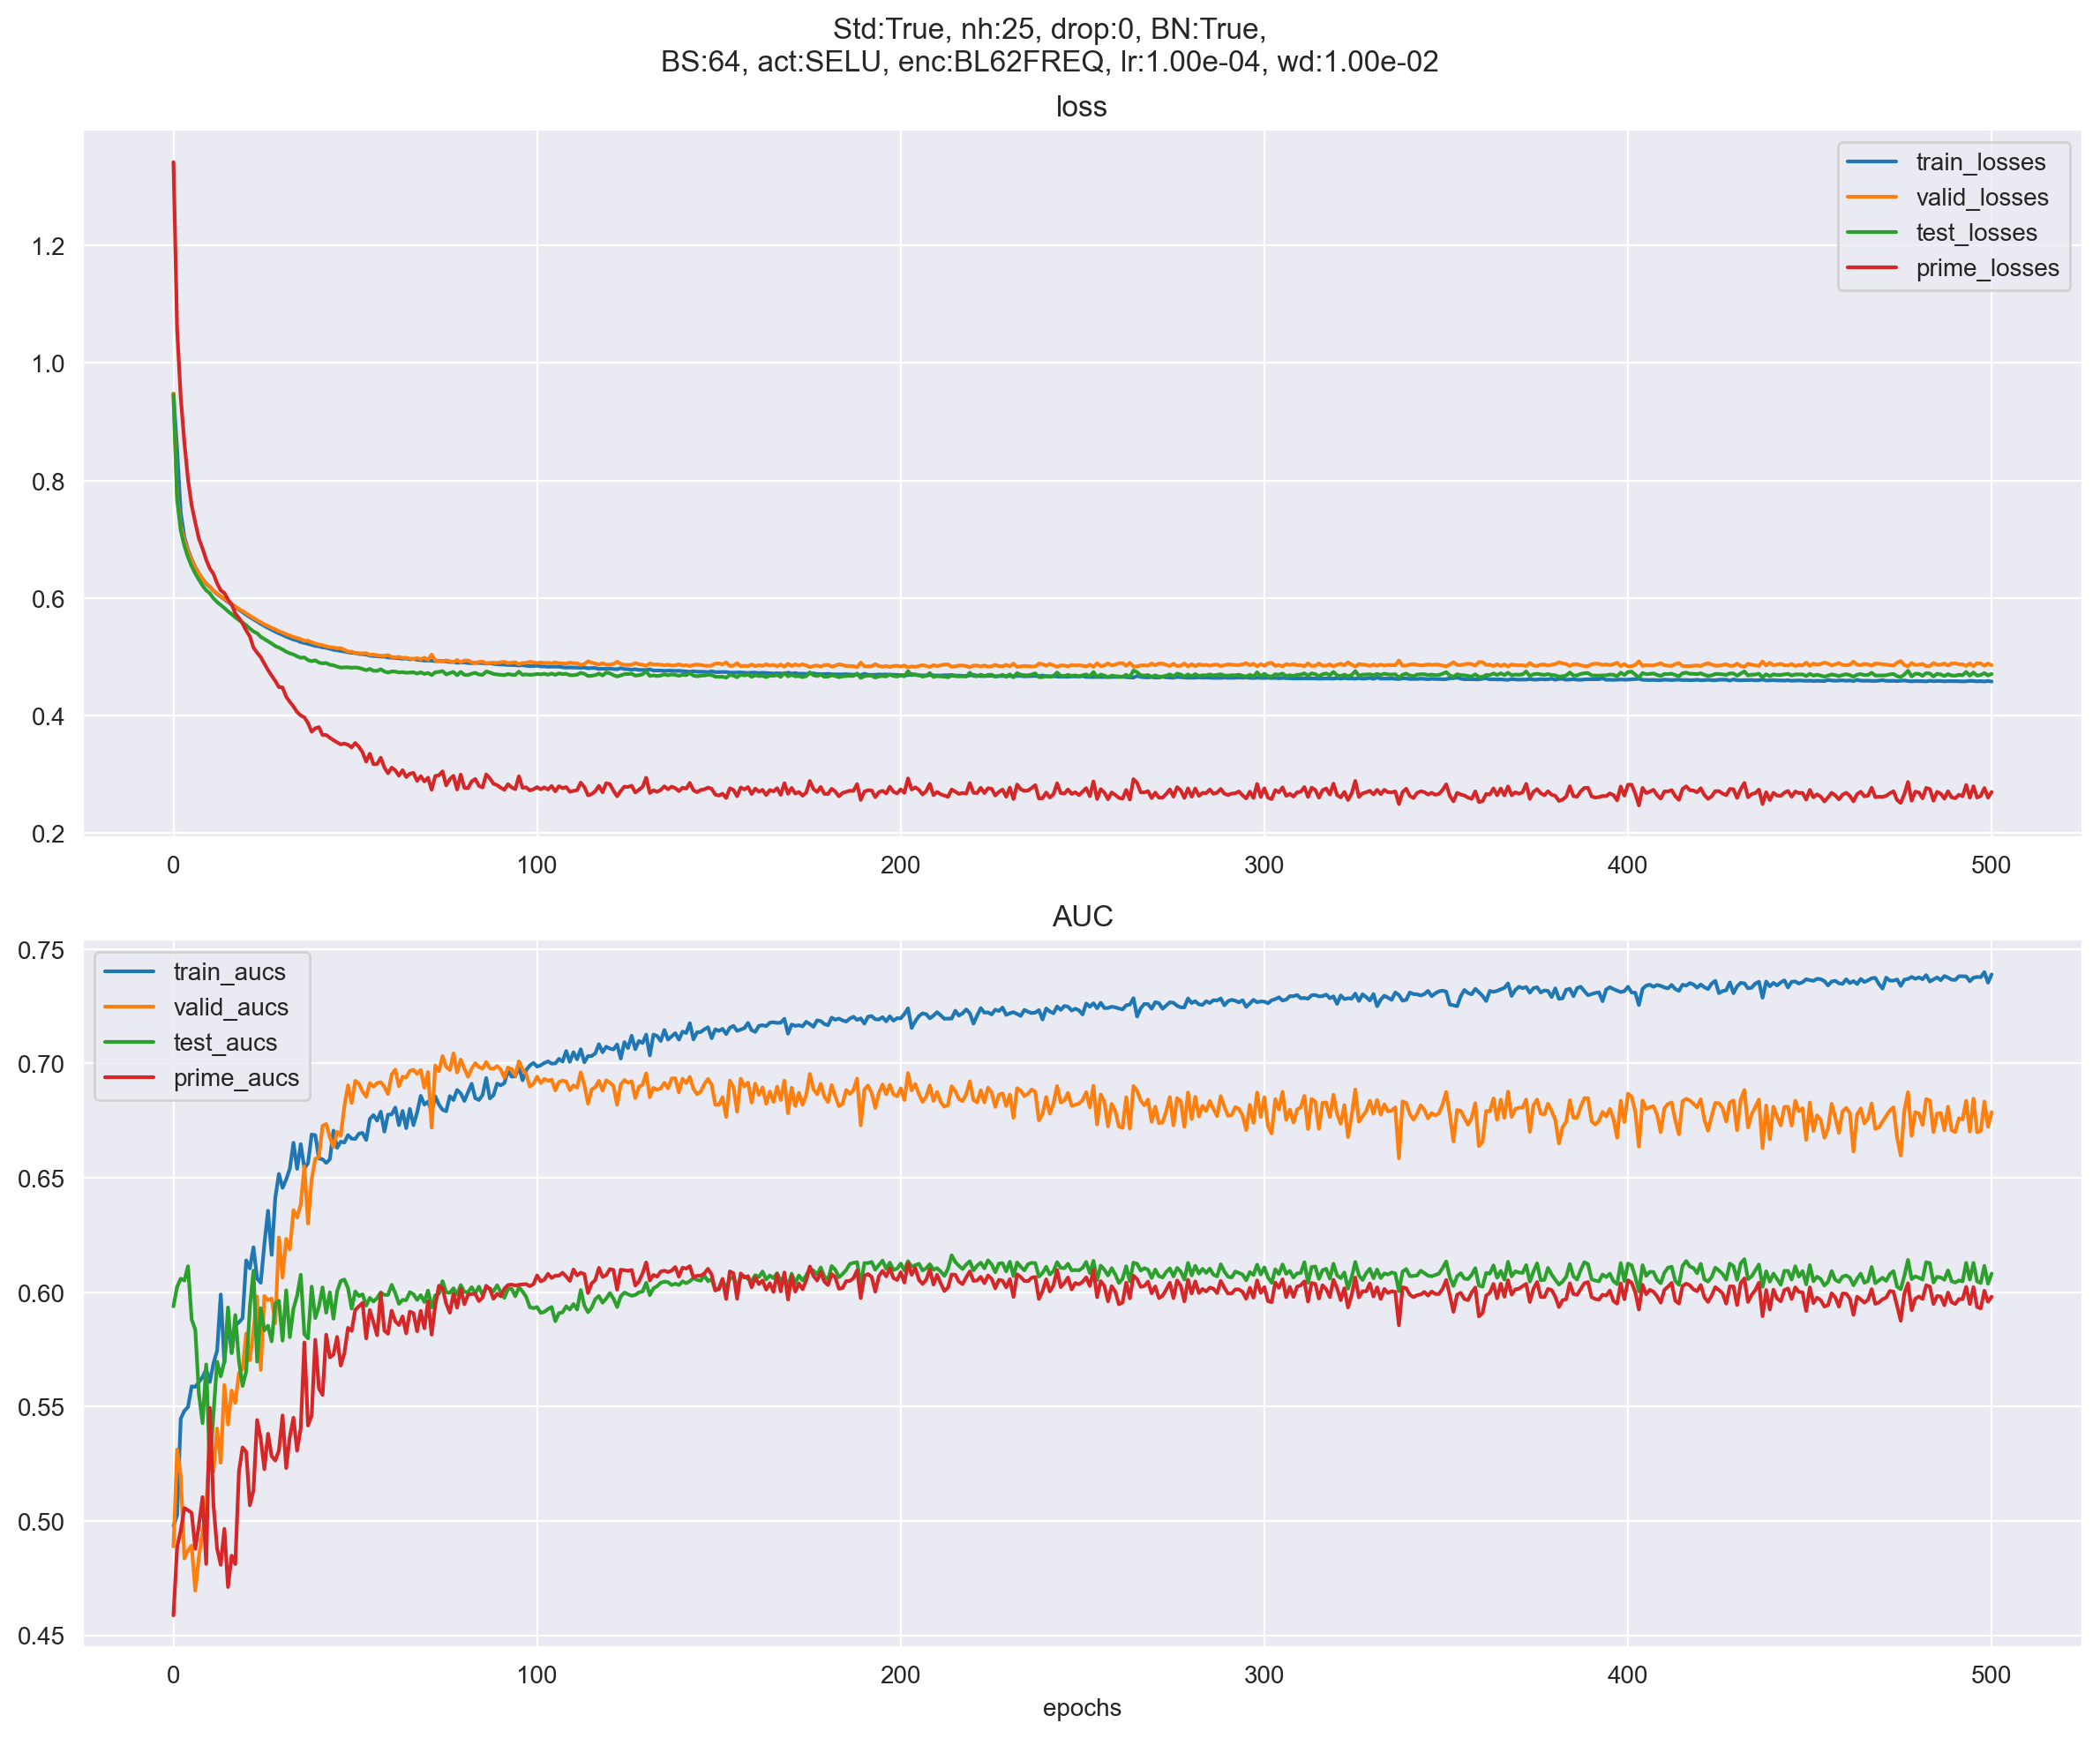 Std:True, nh:25, drop:0, BN:True,
BS:64, act:SELU, enc:BL62FREQ, lr:1.00e-04, wd:1.00e-02
loss
train_losses
valid_losses
test_losses
prime_losses
1.2
1.0
0.8
0.6
0.4
0.2
0 100 200 300 400 500
AUC
train_aucs
valid_aucs
test_aucs
prime_aucs
0.75
0.70
0.65
0.60
0.55
0.50
0.45
0 100 200 300 400 500
epochs